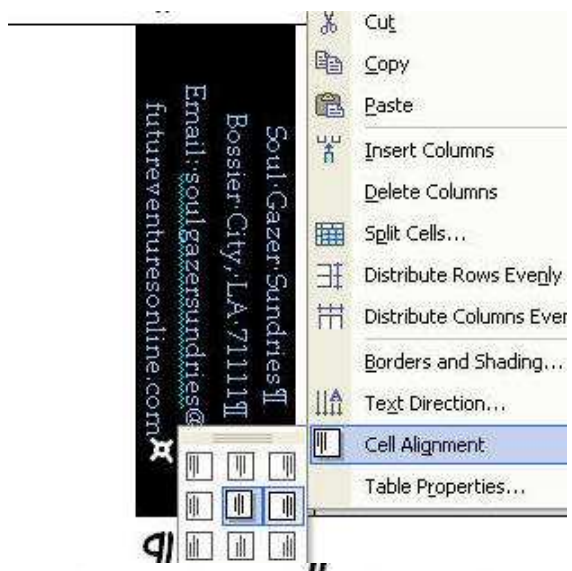 Soul·Gazer·Sundries¶
Bossier·City,·LA·71111¶
Email:·soulgazersundries@
futureventuresonline.com¤
¶
Cut
Copy
Paste
Insert Columns
Delete Columns
Split Cells...
Distribute Rows Evenly
Distribute Columns Ever
Borders and Shading...
Text Direction...
Cell Alignment
Table Properties...